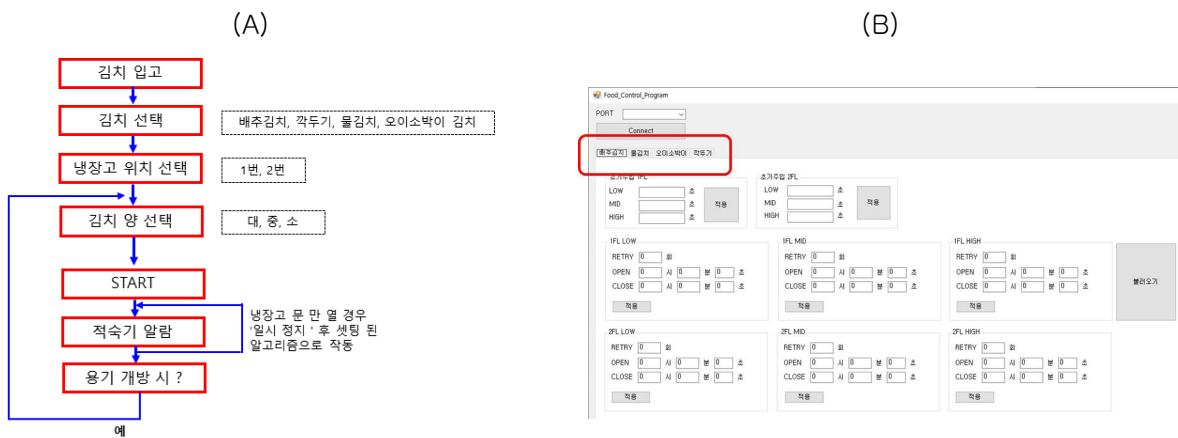 (A)
김치 입고
김치 선택
배추김치, 깍두기, 물김치, 오이소박이 김치
냉장고 위치 선택
1번, 2번
김치 양 선택
대, 중, 소
START
적숙기 알람
냉장고 문 만 열 경우
'일시 정지 ' 후 셋팅 된
알고리즘으로 작동
용기 개방 시 ?
예
(B)
Food_Control_Program
PORT
Connect
배추김치 물김치 오이소박이 깍두기
초기주입 1FL
LOW 초
MID 초
HIGH 초
적용
초기주입 2FL
LOW 초
MID 초
HIGH 초
적용
1FL LOW
RETRY 0 회
OPEN 0 시 0 분 0 초
CLOSE 0 시 0 분 0 초
적용
1FL MID
RETRY 0 회
OPEN 0 시 0 분 0 초
CLOSE 0 시 0 분 0 초
적용
1FL HIGH
RETRY 0 회
OPEN 0 시 0 분 0 초
CLOSE 0 시 0 분 0 초
적용
불러오기
2FL LOW
RETRY 0 회
OPEN 0 시 0 분 0 초
CLOSE 0 시 0 분 0 초
적용
2FL MID
RETRY 0 회
OPEN 0 시 0 분 0 초
CLOSE 0 시 0 분 0 초
적용
2FL HIGH
RETRY 0 회
OPEN 0 시 0 분 0 초
CLOSE 0 시 0 분 0 초
적용